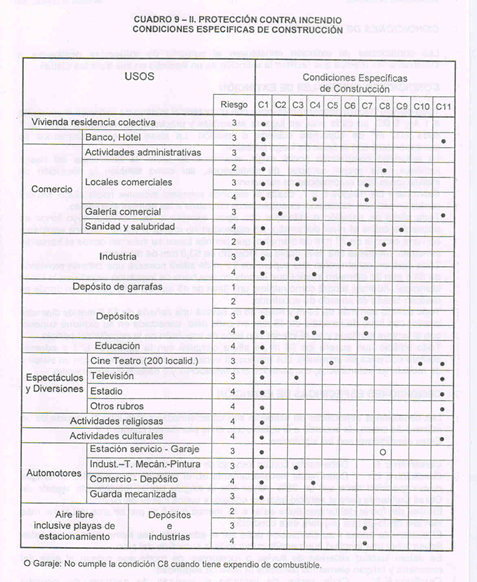 CUADRO 9 – II. PROTECCIÓN CONTRA INCENDIO
CONDICIONES ESPECIFICAS DE CONSTRUCCIÓN
USOS
Condiciones Específicas
de Construcción
Riesgo C1 C2 C3 C4 C5 C6 C7 C8 C9 C10 C11
Vivienda residencia colectiva 3 ●
Comercio
Banco, Hotel 3 ● ●
Actividades administrativas 3 ●
Locales comerciales
2 ● ●
3 ● ● ●
4 ● ● ●
Galería comercial 3 ● ●
Sanidad y salubridad 4 ● ●
Industria
2 ● ● ●
3 ● ●
4 ● ●
Depósito de garrafas 1 ●
Depósitos
2 ●
3 ● ● ●
4 ● ● ●
Educación 4 ●
Espectáculos
y Diversiones
Cine Teatro (200 localid.) 3 ● ● ● ●
Televisión 3 ● ● ●
Estadio 4 ● ●
Otros rubros 4 ● ●
Actividades religiosas 4 ●
Actividades culturales 4 ● ●
Automotores
Estación servicio - Garaje 3 ● O
Indust.–T. Mecán.-Pintura 3 ● ●
Comercio - Depósito 4 ● ●
Guarda mecanizada 3 ●
Aire libre
inclusive playas de
estacionamiento
Depósitos
e
industrias
2
3 ●
4 ●
O Garaje: No cumple la condición C8 cuando tiene expendio de combustible.